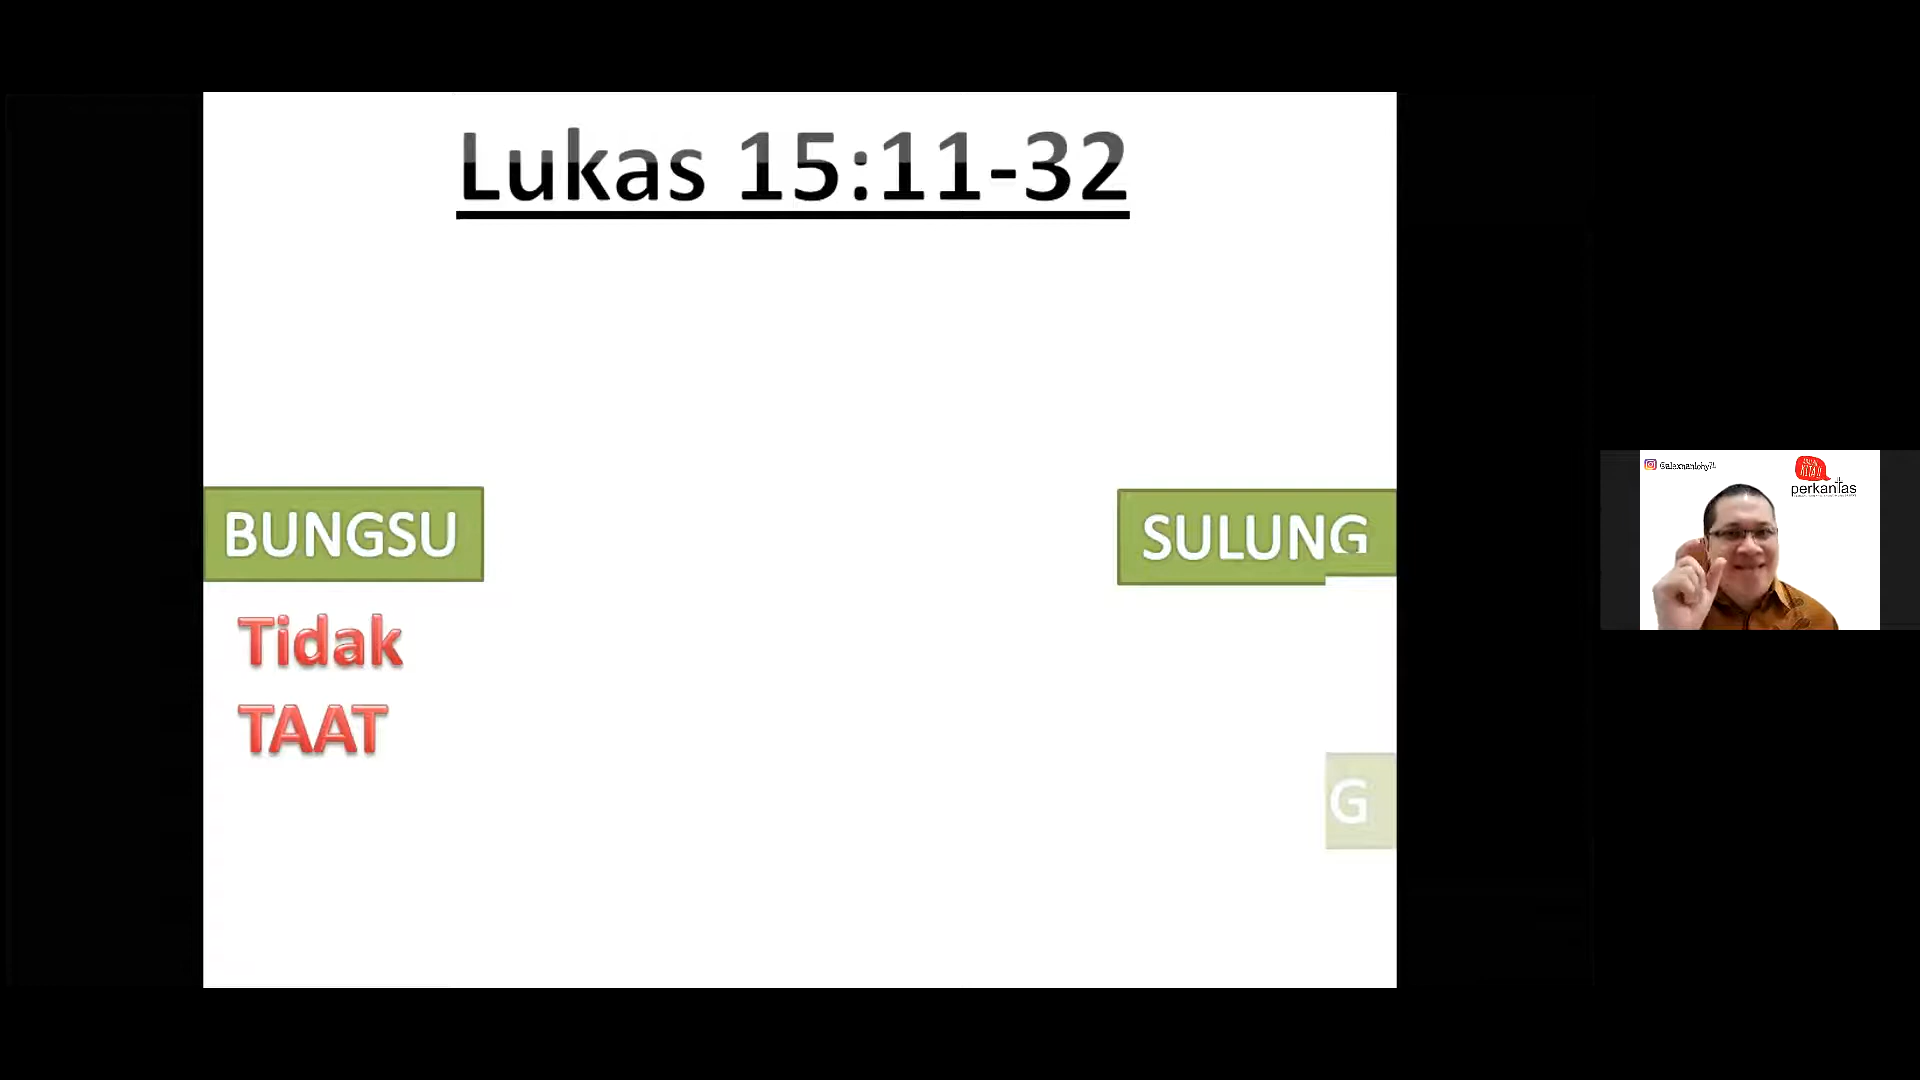 Lukas 15:11-32
BUNGSU
SULUNG
Tidak
TAAT
G
perkantas